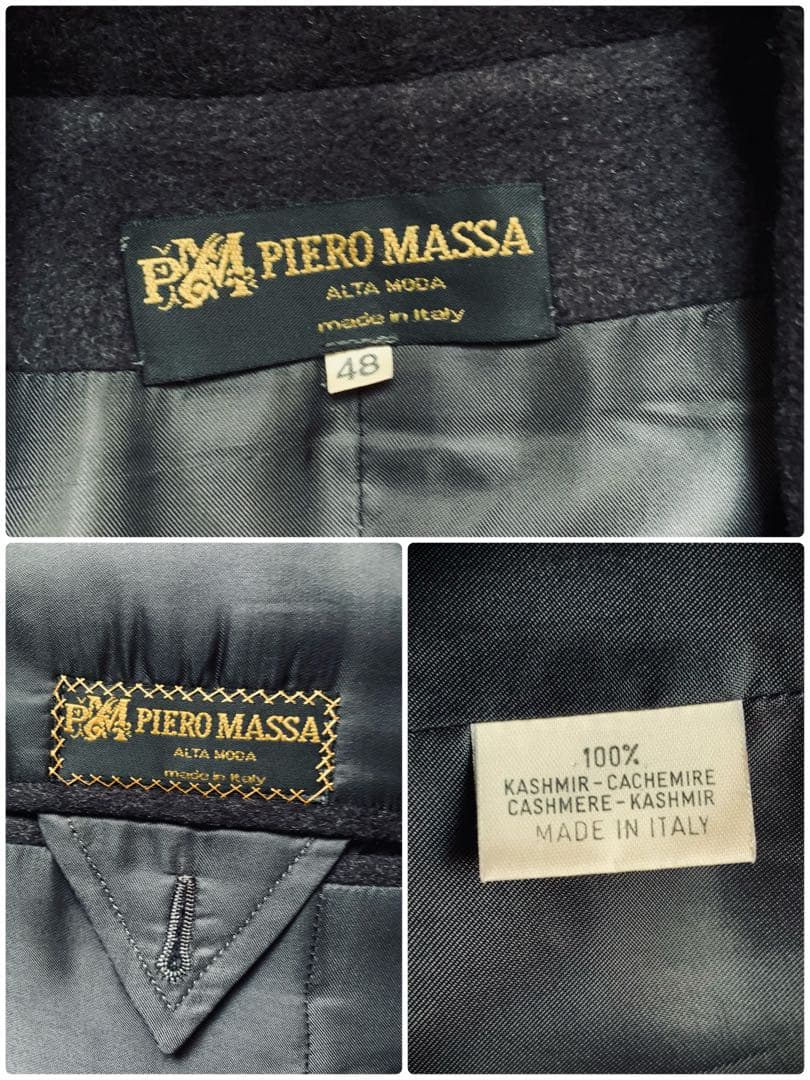 PM PIERO MASSA
ALTA MODA
made in Italy
48
PM PIERO MASSA
ALTA MODA
made in Italy
100%
KASHMIR-CACHEMIRE
CASHMERE-KASHMIR
MADE IN ITALY